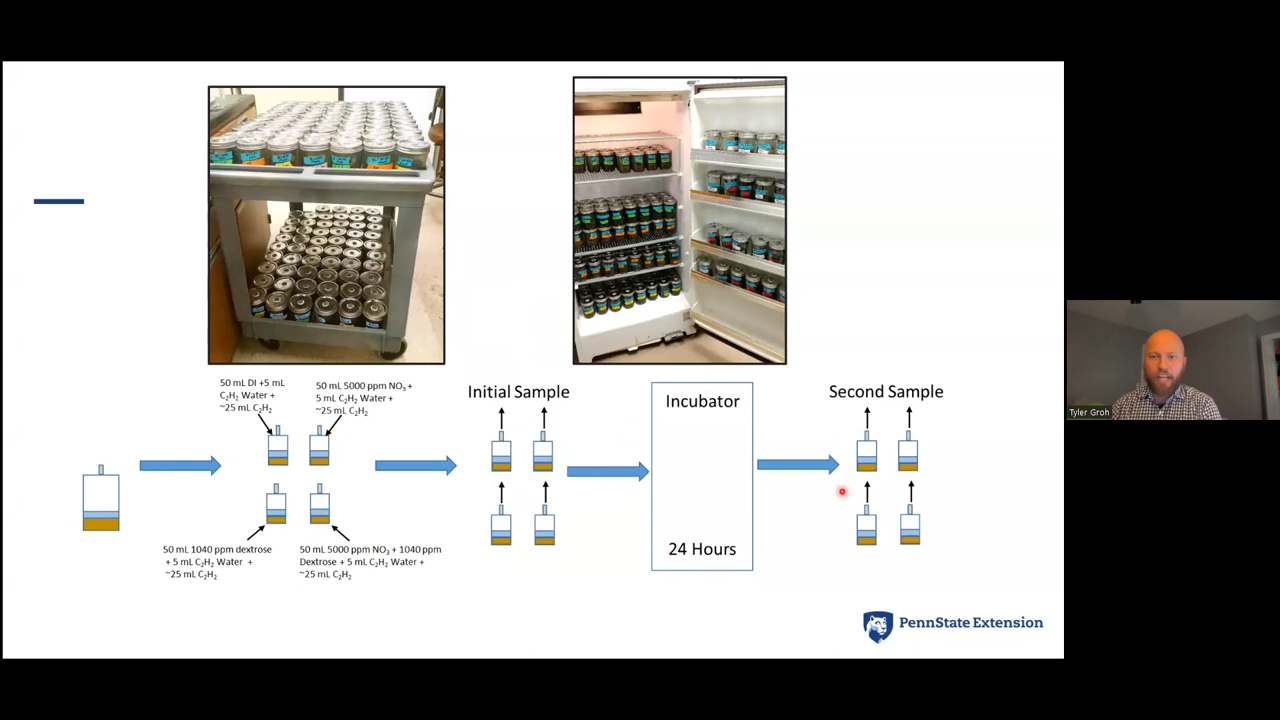 50 mL DI +5 mL
C₂H₂ Water +
~25 mL C₂H₂
50 mL 5000 ppm NO₃ +
5 mL C₂H₂ Water +
~25 mL C₂H₂
Initial Sample
Incubator
Second Sample
24 Hours
50 mL 1040 ppm dextrose
+ 5 mL C₂H₂ Water +
~25 mL C₂H₂
50 mL 5000 ppm NO₃ + 1040 ppm
Dextrose + 5 mL C₂H₂ Water +
~25 mL C₂H₂
PennState Extension
Tyler Groh